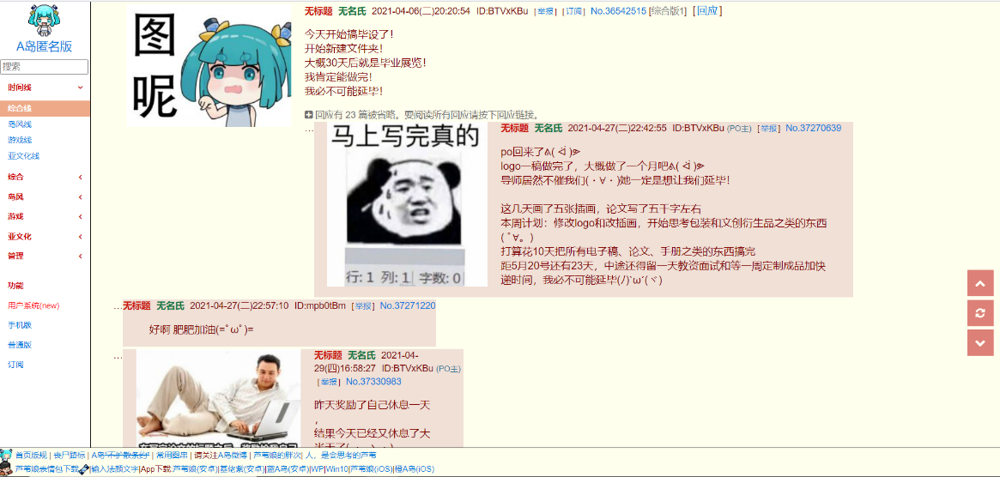 A岛匿名版
搜索
时间线
综合线
岛风线
游戏线
亚文化线
综合
岛风
游戏
亚文化
管理
功能
用户系统(new)
手机版
普通版
订阅
图
呢
无标题 无名氏 2021-04-06(二)20:20:54 ID:BTVxKBu [举报] [订阅] No.36542515 [综合版1] [回应]
今天开始搞毕设了!
开始新建文件夹!
大概30天后就是毕业展览!
我肯定能做完!
我必不可能延毕!
回应有 23 篇被省略。要阅读所有回应请按下回应链接。
…
马上写完真的
行: 1 列: 1 字数: 0
无标题 无名氏 2021-04-27(二)22:42:55 ID:BTVxKBu (PO主) [举报] No.37270639
po回来了
logo一稿做完了，大概做了一个月吧
导师居然不催我们(・∀・)她一定是想让我们延毕!
这几天画了五张插画，论文写了五千字左右
本周计划：修改logo和改插画，开始思考包装和文创衍生品之类的东西
(ﾟ∀。)
打算花10天把所有电子稿、论文、手册之类的东西搞完
距5月20号还有23天，中途还得留一天教资面试和等一周定制成品加快
递时间，我必不可能延毕(ﾉ)`ω´(ヾ)
…无标题 无名氏 2021-04-27(二)22:57:10 ID:mpb0tBm [举报] No.37271220
好啊 肥肥加油(=ﾟωﾟ)=
…
无标题 无名氏 2021-04-
29(四)16:58:27 ID:BTVxKBu (PO主)
[举报] No.37330983
昨天奖励了自己休息一天
，
结果今天已经又休息了大
首页版规 | 丧尸路标 | A岛"不扩散条约" | 常用图串 | 请关注A岛微博 | 芦苇娘的胖次| 人，是会思考的芦苇
芦苇娘表情包下载|输入法颜文字|App下载:芦苇娘(安卓)|基佬紫(安卓)|蓝A岛(安卓)|WP|Win10|芦苇娘(iOS)|橙A岛(iOS)